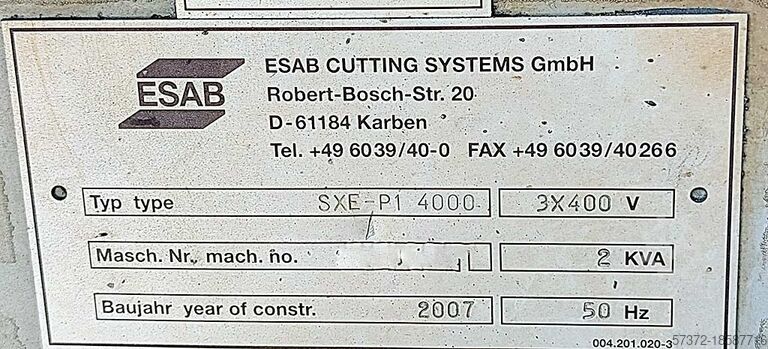 ESAB
ESAB CUTTING SYSTEMS GmbH
Robert-Bosch-Str. 20
D-61184 Karben
Tel. +49 6039/40-0 FAX +49 6039/40266
Typ type SXE-P1 4000 3X400 V
Masch. Nr. mach. no. 2 KVA
Baujahr year of constr. 2007 50 Hz
004.201.020-3